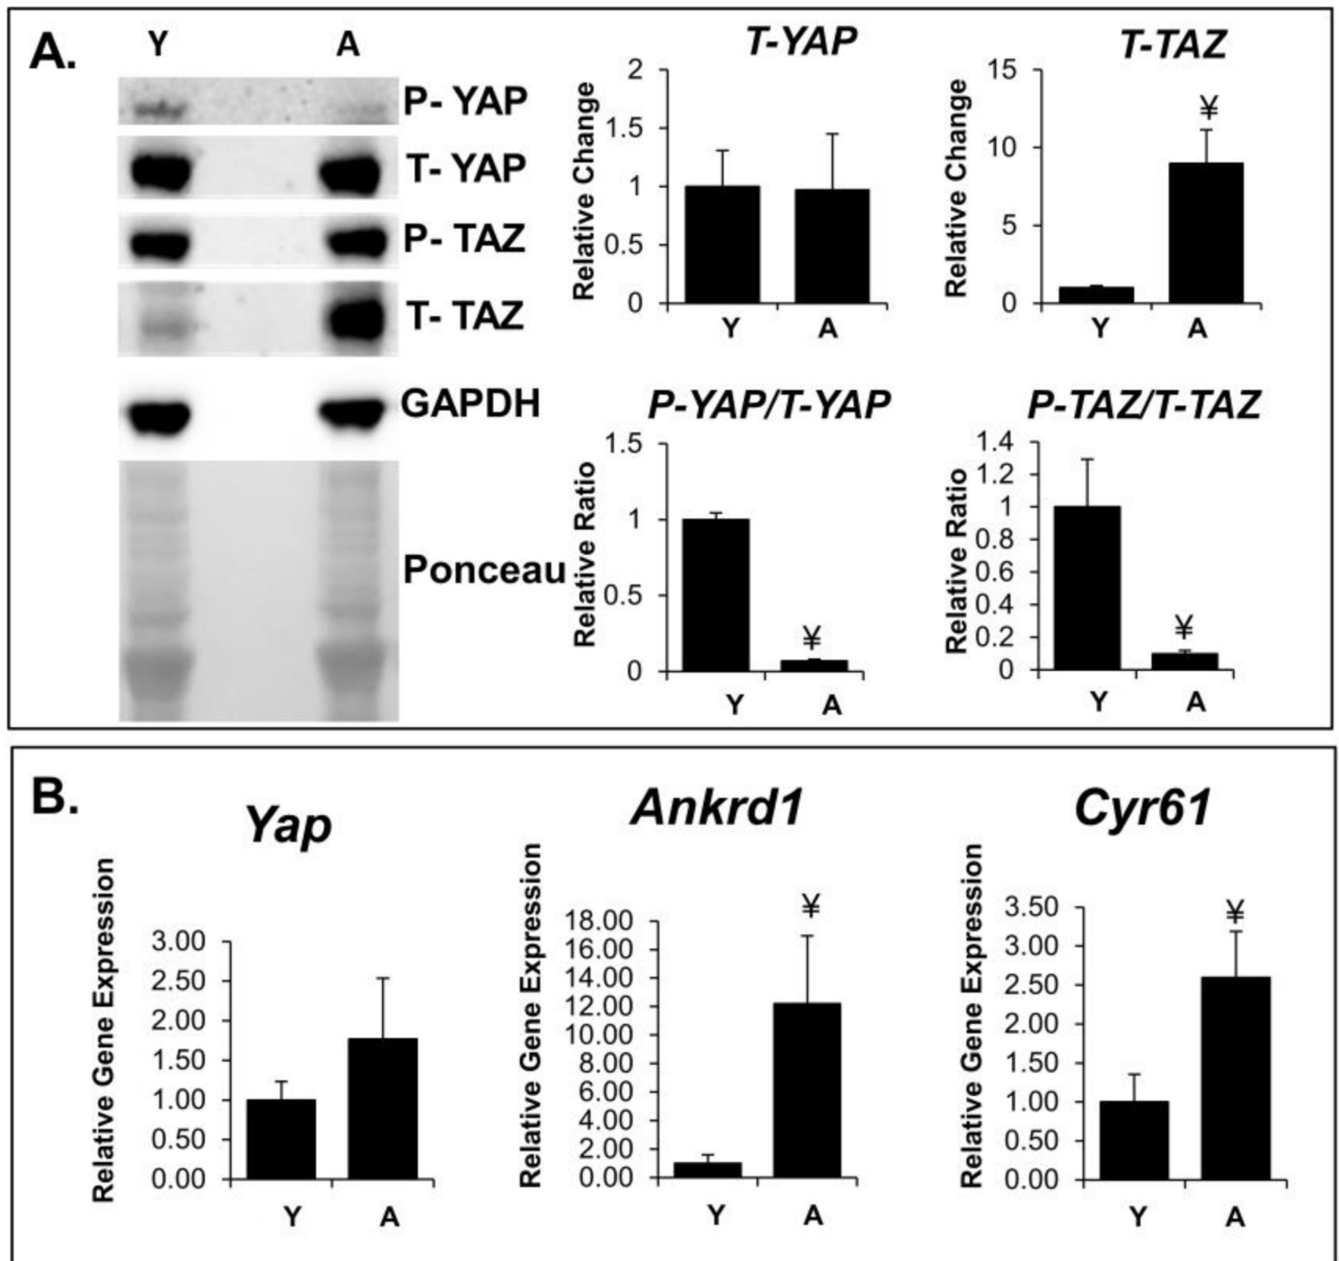 A.
Y A
P- YAP
T- YAP
P- TAZ
T- TAZ
GAPDH
Ponceau
T-YAP
Relative Change
2
1.5
1
0.5
0
Y A
T-TAZ
Relative Change
15
10
5
0
¥
Y A
P-YAP/T-YAP
Relative Ratio
1.5
1
0.5
0
¥
Y A
P-TAZ/T-TAZ
Relative Ratio
1.4
1.2
1
0.8
0.6
0.4
0.2
0
¥
Y A
B.
Yap
Relative Gene Expression
3.00
2.50
2.00
1.50
1.00
0.50
0.00
Y A
Ankrd1
Relative Gene Expression
18.00
16.00
14.00
12.00
10.00
8.00
6.00
4.00
2.00
0.00
¥
Y A
Cyr61
Relative Gene Expression
3.50
3.00
2.50
2.00
1.50
1.00
0.50
0.00
¥
Y A